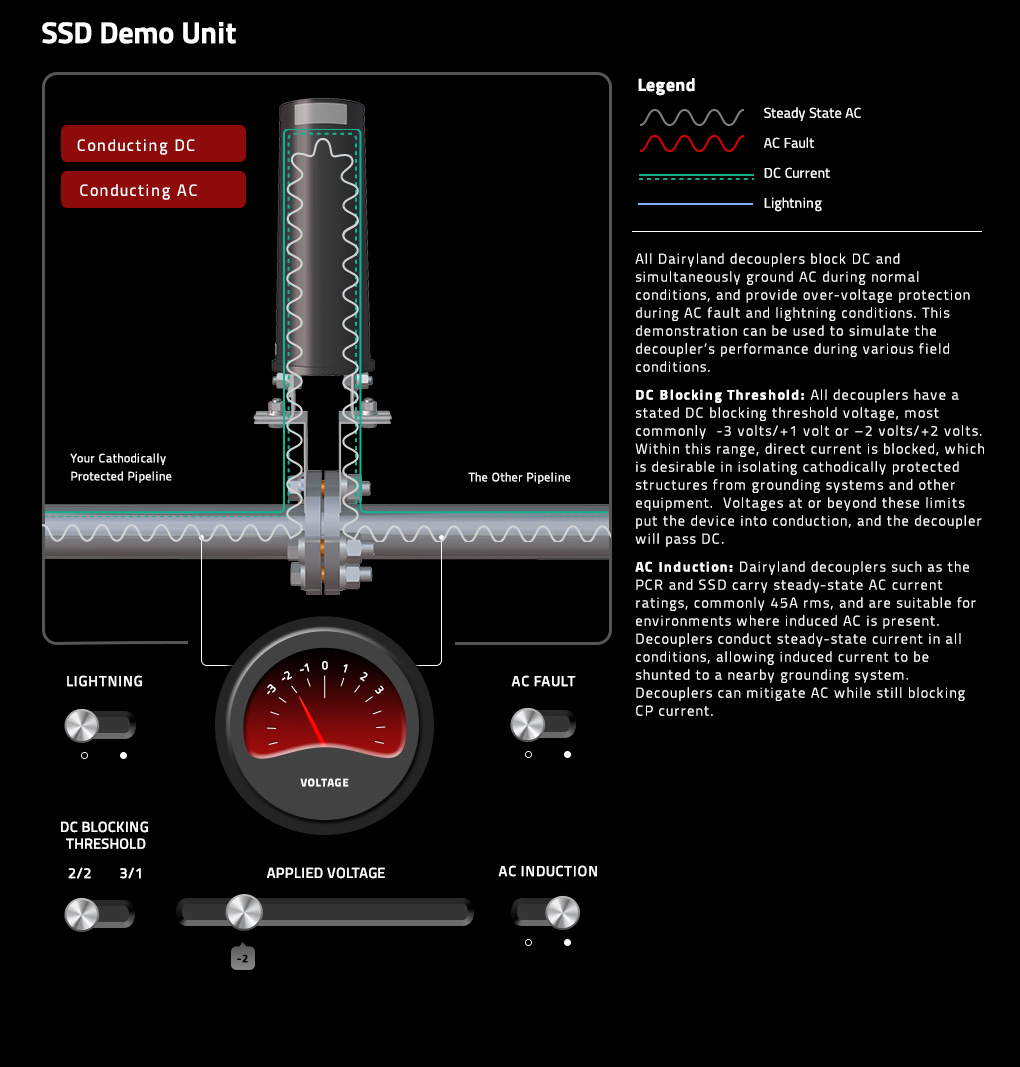 SSD Demo Unit
Conducting DC
Conducting AC
Your Cathodically
Protected Pipeline
The Other Pipeline
Legend
Steady State AC
AC Fault
DC Current
Lightning
All Dairyland decouplers block DC and
simultaneously ground AC during normal
conditions, and provide over-voltage protection
during AC fault and lightning conditions. This
demonstration can be used to simulate the
decoupler's performance during various field
conditions.
DC Blocking Threshold: All decouplers have a
stated DC blocking threshold voltage, most
commonly  -3 volts/+1 volt or –2 volts/+2 volts.
Within this range, direct current is blocked, which
is desirable in isolating cathodically protected
structures from grounding systems and other
equipment.  Voltages at or beyond these limits
put the device into conduction, and the decoupler
will pass DC.
AC Induction: Dairyland decouplers such as the
PCR and SSD carry steady-state AC current
ratings, commonly 45A rms, and are suitable for
environments where induced AC is present.
Decouplers conduct steady-state current in all
conditions, allowing induced current to be
shunted to a nearby grounding system.
Decouplers can mitigate AC while still blocking
CP current.
LIGHTNING
-3 -2 -1 0 1 2 3
VOLTAGE
AC FAULT
DC BLOCKING
THRESHOLD
2/2 3/1
APPLIED VOLTAGE
-2
AC INDUCTION